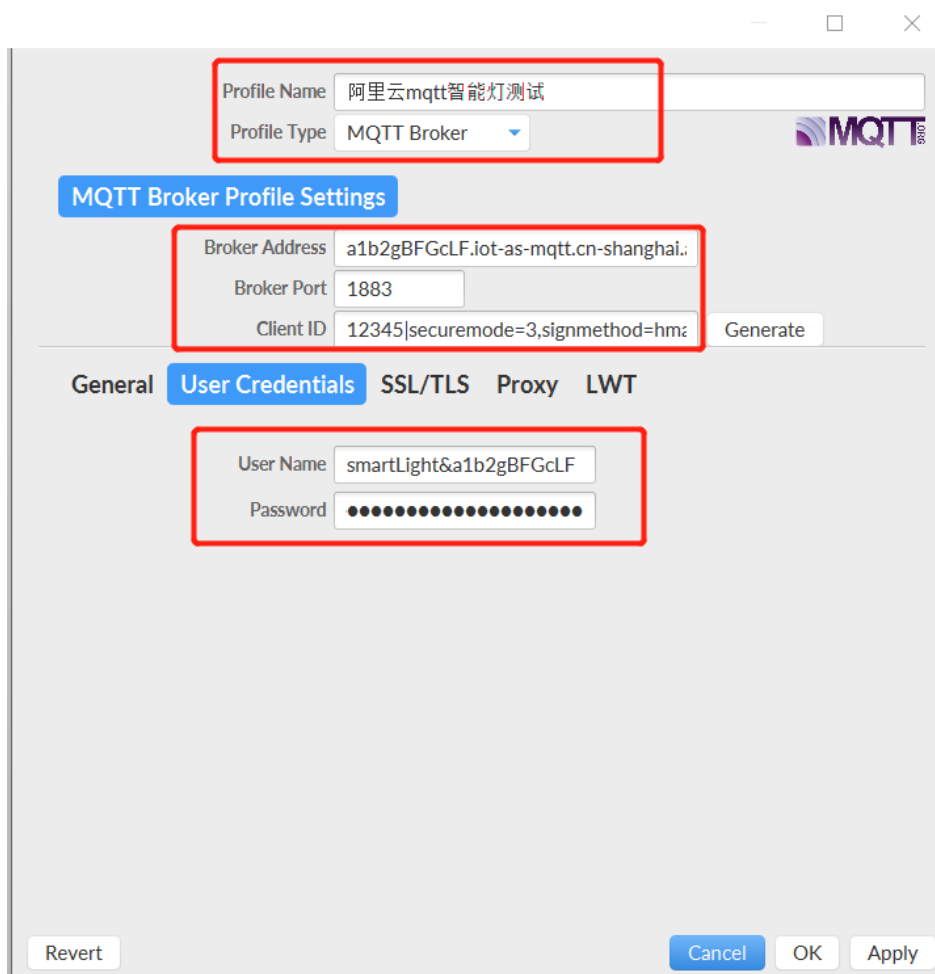 Profile Name 阿里云mqtt智能灯测试
Profile Type MQTT Broker
MQTT.ORG
MQTT Broker Profile Settings
Broker Address a1b2gBFGcLF.iot-as-mqtt.cn-shanghai.
Broker Port 1883
Client ID 12345|securemode=3,signmethod=hma Generate
General User Credentials SSL/TLS Proxy LWT
User Name smartLight&a1b2gBFGcLF
Password
Revert Cancel OK Apply